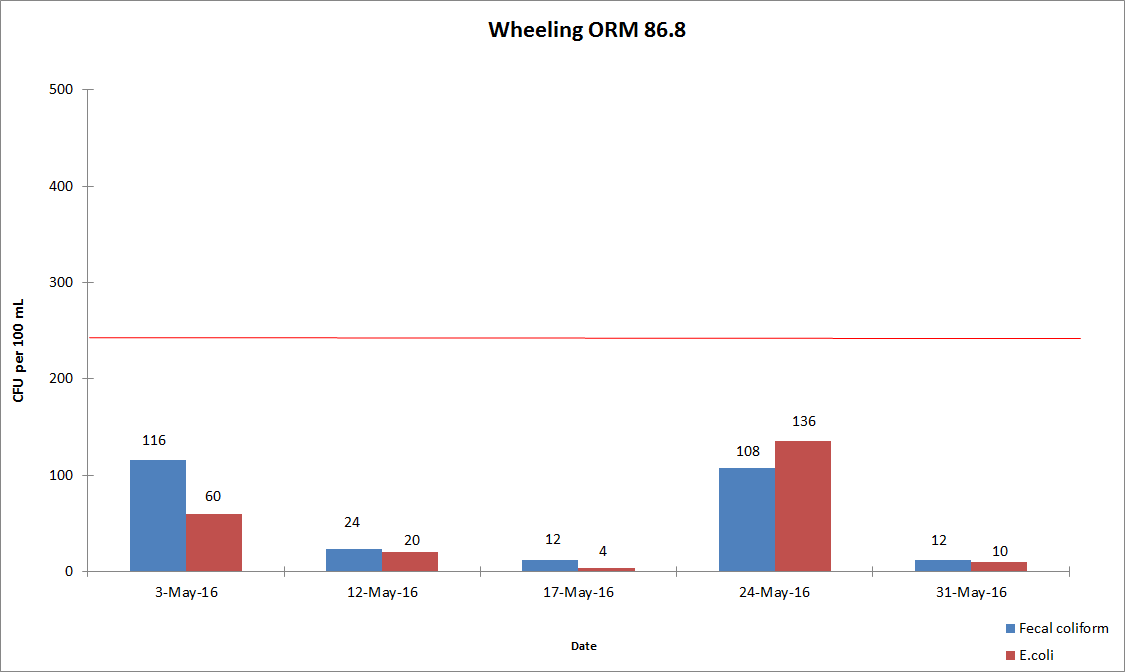 Wheeling ORM 86.8
500
400
300
200
100
0
CFU per 100 mL
116
60
24
20
12
4
108
136
12
10
3-May-16
12-May-16
17-May-16
24-May-16
31-May-16
Date
Fecal coliform
E.coli